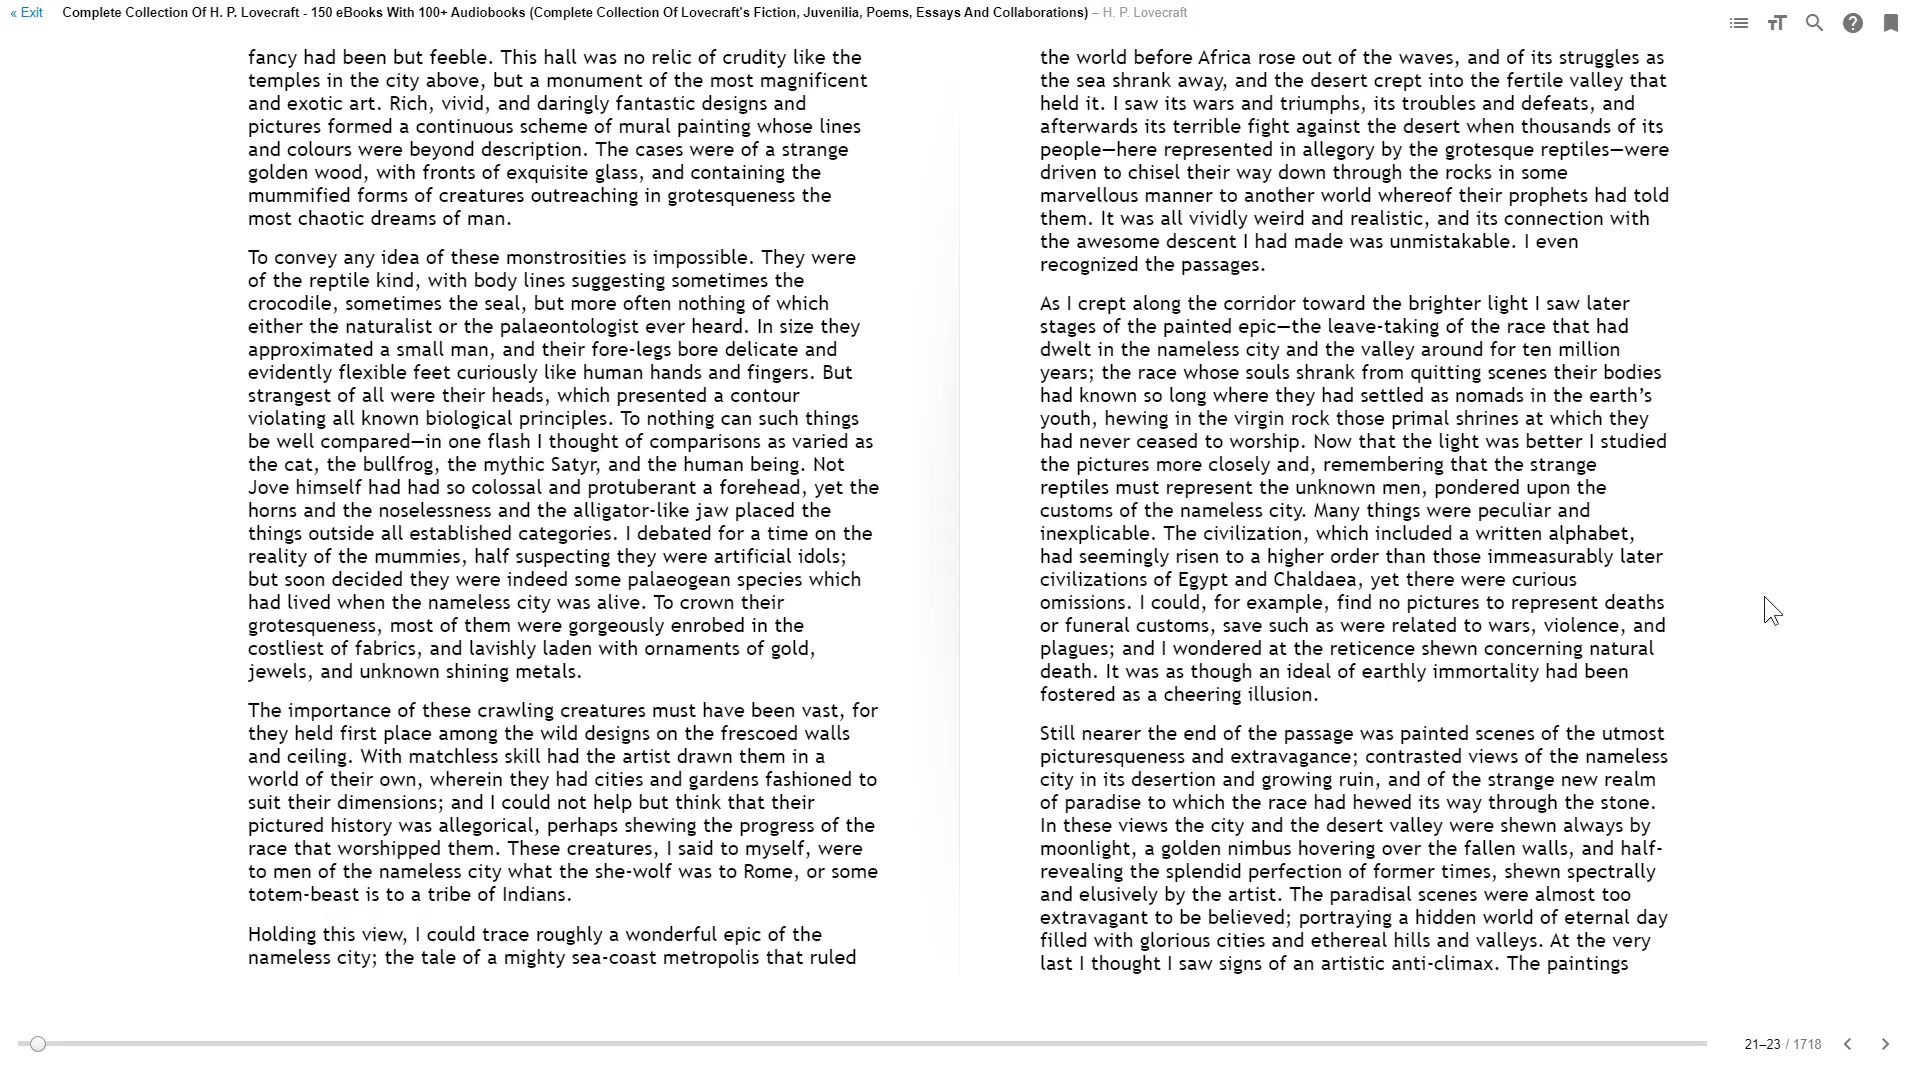 « Exit Complete Collection Of H. P. Lovecraft - 150 eBooks With 100+ Audiobooks (Complete Collection Of Lovecraft's Fiction, Juvenilia, Poems, Essays And Collaborations) – H. P. Lovecraft
fancy had been but feeble. This hall was no relic of crudity like the
temples in the city above, but a monument of the most magnificent
and exotic art. Rich, vivid, and daringly fantastic designs and
pictures formed a continuous scheme of mural painting whose lines
and colours were beyond description. The cases were of a strange
golden wood, with fronts of exquisite glass, and containing the
mummified forms of creatures outreaching in grotesqueness the
most chaotic dreams of man.
To convey any idea of these monstrosities is impossible. They were
of the reptile kind, with body lines suggesting sometimes the
crocodile, sometimes the seal, but more often nothing of which
either the naturalist or the palaeontologist ever heard. In size they
approximated a small man, and their fore-legs bore delicate and
evidently flexible feet curiously like human hands and fingers. But
strangest of all were their heads, which presented a contour
violating all known biological principles. To nothing can such things
be well compared—in one flash I thought of comparisons as varied as
the cat, the bullfrog, the mythic Satyr, and the human being. Not
Jove himself had had so colossal and protuberant a forehead, yet the
horns and the noselessness and the alligator-like jaw placed the
things outside all established categories. I debated for a time on the
reality of the mummies, half suspecting they were artificial idols;
but soon decided they were indeed some palaeogean species which
had lived when the nameless city was alive. To crown their
grotesqueness, most of them were gorgeously enrobed in the
costliest of fabrics, and lavishly laden with ornaments of gold,
jewels, and unknown shining metals.
The importance of these crawling creatures must have been vast, for
they held first place among the wild designs on the frescoed walls
and ceiling. With matchless skill had the artist drawn them in a
world of their own, wherein they had cities and gardens fashioned to
suit their dimensions; and I could not help but think that their
pictured history was allegorical, perhaps shewing the progress of the
race that worshipped them. These creatures, I said to myself, were
to men of the nameless city what the she-wolf was to Rome, or some
totem-beast is to a tribe of Indians.
Holding this view, I could trace roughly a wonderful epic of the
nameless city; the tale of a mighty sea-coast metropolis that ruled
the world before Africa rose out of the waves, and of its struggles as
the sea shrank away, and the desert crept into the fertile valley that
held it. I saw its wars and triumphs, its troubles and defeats, and
afterwards its terrible fight against the desert when thousands of its
people—here represented in allegory by the grotesque reptiles—were
driven to chisel their way down through the rocks in some
marvellous manner to another world whereof their prophets had told
them. It was all vividly weird and realistic, and its connection with
the awesome descent I had made was unmistakable. I even
recognized the passages.
As I crept along the corridor toward the brighter light I saw later
stages of the painted epic—the leave-taking of the race that had
dwelt in the nameless city and the valley around for ten million
years; the race whose souls shrank from quitting scenes their bodies
had known so long where they had settled as nomads in the earth’s
youth, hewing in the virgin rock those primal shrines at which they
had never ceased to worship. Now that the light was better I studied
the pictures more closely and, remembering that the strange
reptiles must represent the unknown men, pondered upon the
customs of the nameless city. Many things were peculiar and
inexplicable. The civilization, which included a written alphabet,
had seemingly risen to a higher order than those immeasurably later
civilizations of Egypt and Chaldaea, yet there were curious
omissions. I could, for example, find no pictures to represent deaths
or funeral customs, save such as were related to wars, violence, and
plagues; and I wondered at the reticence shewn concerning natural
death. It was as though an ideal of earthly immortality had been
fostered as a cheering illusion.
Still nearer the end of the passage was painted scenes of the utmost
picturesqueness and extravagance; contrasted views of the nameless
city in its desertion and growing ruin, and of the strange new realm
of paradise to which the race had hewed its way through the stone.
In these views the city and the desert valley were shewn always by
moonlight, a golden nimbus hovering over the fallen walls, and half-
revealing the splendid perfection of former times, shewn spectrally
and elusively by the artist. The paradisal scenes were almost too
extravagant to be believed; portraying a hidden world of eternal day
filled with glorious cities and ethereal hills and valleys. At the very
last I thought I saw signs of an artistic anti-climax. The paintings
21–23 / 1718